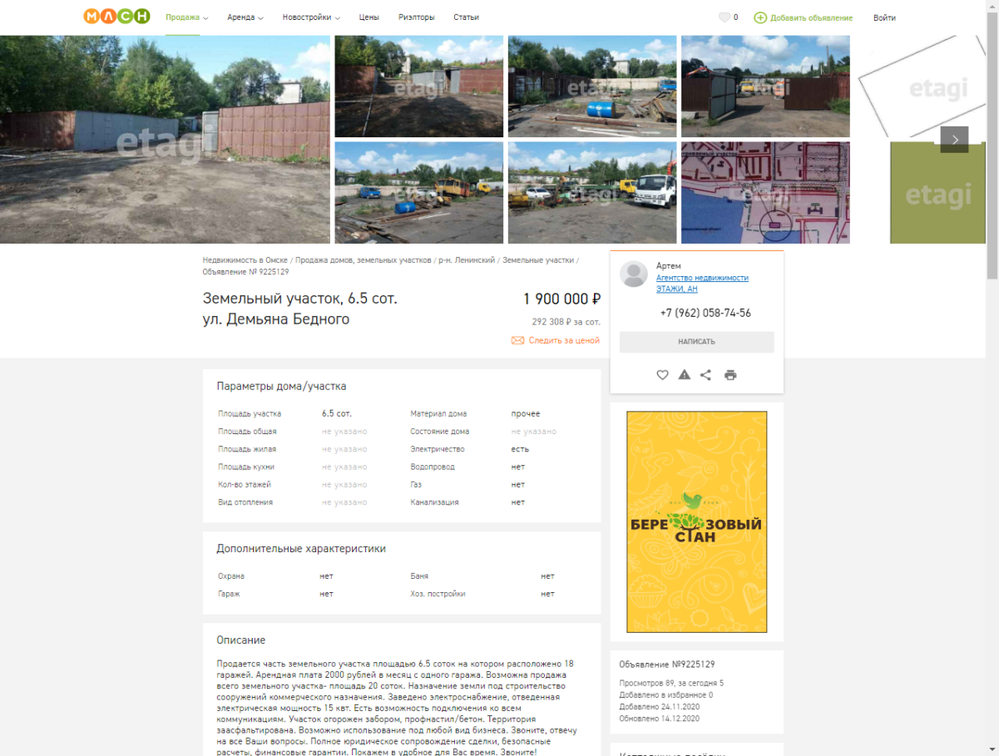 МЛСН
Продажа
Аренда
Новостройки
Цены
Риэлторы
Статьи
0
Добавить объявление
Войти
etagi
etagi
etagi
etagi
etagi
etagi
etagi
etagi
etagi
Недвижимость в Омске / Продажа домов, земельных участков / р-н. Ленинский / Земельные участки /
Объявление № 9225129
Земельный участок, 6.5 сот.
ул. Демьяна Бедного
1 900 000 ₽
292 308 ₽ за сот.
Следить за ценой
Артем
Агентство недвижимости
ЭТАЖИ, АН
+7 (962) 058-74-56
НАПИСАТЬ
Параметры дома/участка
Площадь участка 6.5 сот. Материал дома прочее
Площадь общая не указано Состояние дома не указано
Площадь жилая не указано Электричество есть
Площадь кухни не указано Водопровод нет
Кол-во этажей не указано Газ нет
Вид отопления не указано Канализация нет
Дополнительные характеристики
Охрана нет Баня нет
Гараж нет Хоз. постройки нет
Описание
Продается часть земельного участка площадью 6.5 соток на котором расположено 18
гаражей. Арендная плата 2000 рублей в месяц с одного гаража. Возможна продажа
всего земельного участка- площадь 20 соток. Назначение земли под строительство
сооружений коммерческого назначения. Заведено электроснабжение, отведенная
электрическая мощность 15 квт. Есть возможность подключения ко всем
коммуникациям. Участок огорожен забором, профнастил/бетон. Территория
заасфальтирована. Возможно использование под любой вид бизнеса. Звоните, отвечу
на все Ваши вопросы. Полное юридическое сопровождение сделки, безопасные
расчеты, финансовые гарантии. Покажем в удобное для Вас время. Звоните!
БЕРЕЗОВЫЙ
СТАН
Объявление №9225129
Просмотров 89, за сегодня 5
Добавлено в избранное 0
Добавлено 24.11.2020
Обновлено 14.12.2020